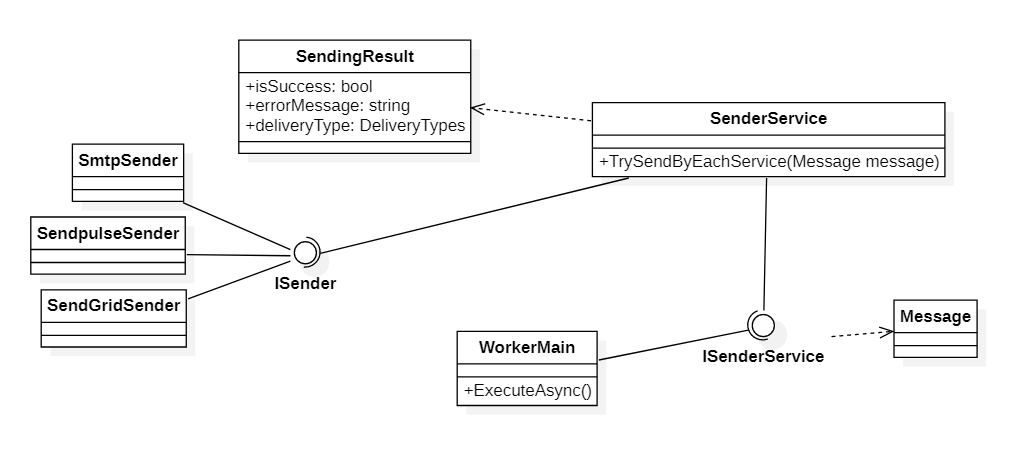 SendingResult
+isSuccess: bool
+errorMessage: string
+deliveryType: DeliveryTypes
SenderService
+TrySendByEachService(Message message)
SmtpSender
SendpulseSender
SendGridSender
ISender
WorkerMain
+ExecuteAsync()
ISenderService
Message